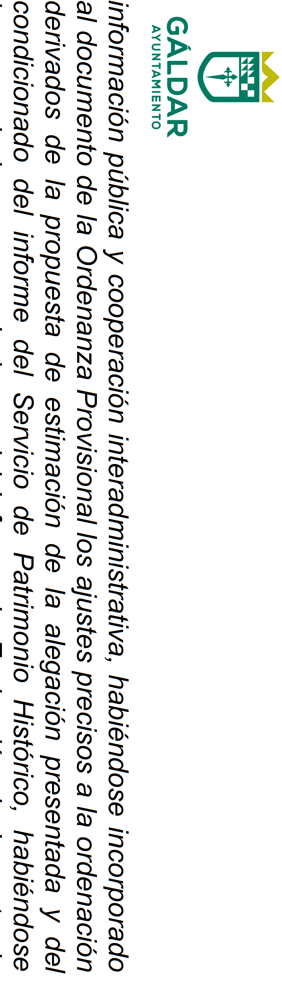 GÁLDAR
AYUNTAMIENTO
información pública y cooperación interadministrativa, habiéndose incorporado
al documento de la Ordenanza Provisional los ajustes precisos a la ordenación
derivados de la propuesta de estimación de la alegación presentada y del
condicionado del informe del Servicio de Patrimonio Histórico, habiéndose